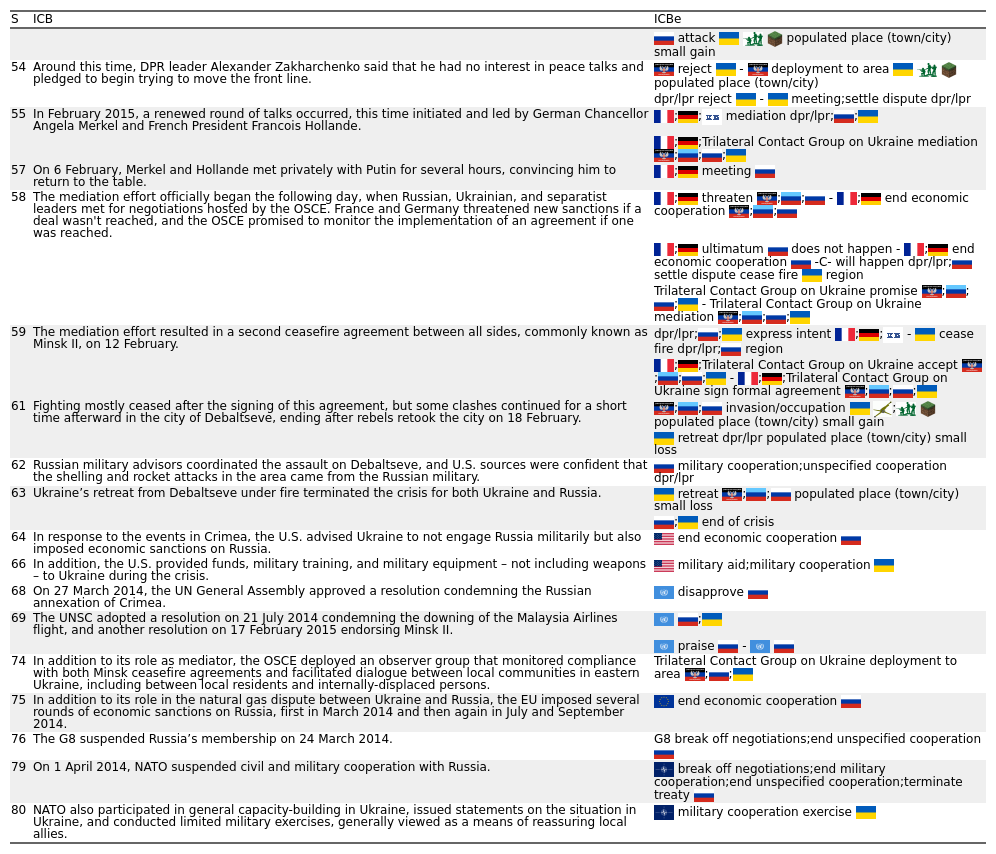 S ICB ICBe
attack populated place (town/city)
small gain
54 Around this time, DPR leader Alexander Zakharchenko said that he had no interest in peace talks and
pledged to begin trying to move the front line.
reject - deployment to area
populated place (town/city)
dpr/lpr reject - meeting;settle dispute dpr/lpr
55 In February 2015, a renewed round of talks occurred, this time initiated and led by German Chancellor
Angela Merkel and French President Francois Hollande.
; ; mediation dpr/lpr; ;
; ;Trilateral Contact Group on Ukraine mediation
; ; ;
57 On 6 February, Merkel and Hollande met privately with Putin for several hours, convincing him to
return to the table.
; meeting
58 The mediation effort officially began the following day, when Russian, Ukrainian, and separatist
leaders met for negotiations hosted by the OSCE. France and Germany threatened new sanctions if a
deal wasn't reached, and the OSCE promised to monitor the implementation of an agreement if one
was reached.
; threaten ; ; - ; end economic
cooperation ; ;
; ultimatum does not happen - ; end
economic cooperation -C- will happen dpr/lpr;
settle dispute cease fire region
Trilateral Contact Group on Ukraine promise ; ;
; - Trilateral Contact Group on Ukraine
mediation ; ; ;
59 The mediation effort resulted in a second ceasefire agreement between all sides, commonly known as
Minsk II, on 12 February.
dpr/lpr; ; express intent ; ; - cease
fire dpr/lpr; region
; ;Trilateral Contact Group on Ukraine accept
; ; ; - ; ;Trilateral Contact Group on
Ukraine sign formal agreement ; ; ;
61 Fighting mostly ceased after the signing of this agreement, but some clashes continued for a short
time afterward in the city of Debaltseve, ending after rebels retook the city on 18 February.
; ; invasion/occupation ;
populated place (town/city) small gain
retreat dpr/lpr populated place (town/city) small
loss
62 Russian military advisors coordinated the assault on Debaltseve, and U.S. sources were confident that
the shelling and rocket attacks in the area came from the Russian military.
military cooperation;unspecified cooperation
dpr/lpr
63 Ukraine’s retreat from Debaltseve under fire terminated the crisis for both Ukraine and Russia.
retreat ; ; populated place (town/city)
small loss
; end of crisis
64 In response to the events in Crimea, the U.S. advised Ukraine to not engage Russia militarily but also
imposed economic sanctions on Russia.
end economic cooperation
66 In addition, the U.S. provided funds, military training, and military equipment – not including weapons
– to Ukraine during the crisis.
military aid;military cooperation
68 On 27 March 2014, the UN General Assembly approved a resolution condemning the Russian
annexation of Crimea.
disapprove
69 The UNSC adopted a resolution on 21 July 2014 condemning the downing of the Malaysia Airlines
flight, and another resolution on 17 February 2015 endorsing Minsk II.
;
praise -
74 In addition to its role as mediator, the OSCE deployed an observer group that monitored compliance
with both Minsk ceasefire agreements and facilitated dialogue between local communities in eastern
Ukraine, including between local residents and internally-displaced persons.
Trilateral Contact Group on Ukraine deployment to
area ; ;
75 In addition to its role in the natural gas dispute between Ukraine and Russia, the EU imposed several
rounds of economic sanctions on Russia, first in March 2014 and then again in July and September
2014.
end economic cooperation
76 The G8 suspended Russia’s membership on 24 March 2014.
G8 break off negotiations;end unspecified cooperation
79 On 1 April 2014, NATO suspended civil and military cooperation with Russia.
break off negotiations;end military
cooperation;end unspecified cooperation;terminate
treaty
80 NATO also participated in general capacity-building in Ukraine, issued statements on the situation in
Ukraine, and conducted limited military exercises, generally viewed as a means of reassuring local
allies.
military cooperation exercise